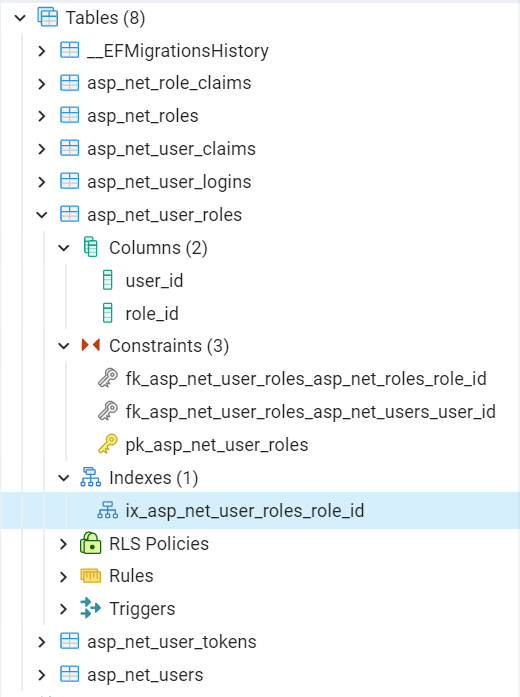 Tables (8)
__EFMigrationsHistory
asp_net_role_claims
asp_net_roles
asp_net_user_claims
asp_net_user_logins
asp_net_user_roles
Columns (2)
user_id
role_id
Constraints (3)
fk_asp_net_user_roles_asp_net_roles_role_id
fk_asp_net_user_roles_asp_net_users_user_id
pk_asp_net_user_roles
Indexes (1)
ix_asp_net_user_roles_role_id
RLS Policies
Rules
Triggers
asp_net_user_tokens
asp_net_users